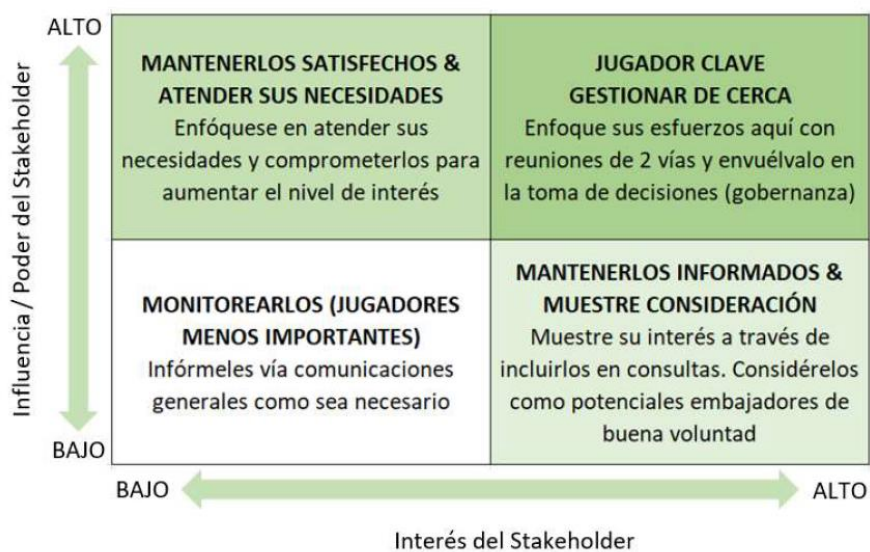 ALTO
MANTENERLOS SATISFECHOS &
ATENDER SUS NECESIDADES
Enfóquese en atender sus
necesidades y comprometerlos para
aumentar el nivel de interés
JUGADOR CLAVE
GESTIONAR DE CERCA
Enfoque sus esfuerzos aquí con
reuniones de 2 vías y envuélvalo en
la toma de decisiones (gobernanza)
Influencia / Poder del Stakeholder
MONITOREARLOS (JUGADORES
MENOS IMPORTANTES)
Infórmeles vía comunicaciones
generales como sea necesario
MANTENERLOS INFORMADOS &
MUESTRE CONSIDERACIÓN
Muestre su interés a través de
incluirlos en consultas. Considérelos
como potenciales embajadores de
buena voluntad
BAJO
BAJO
ALTO
Interés del Stakeholder